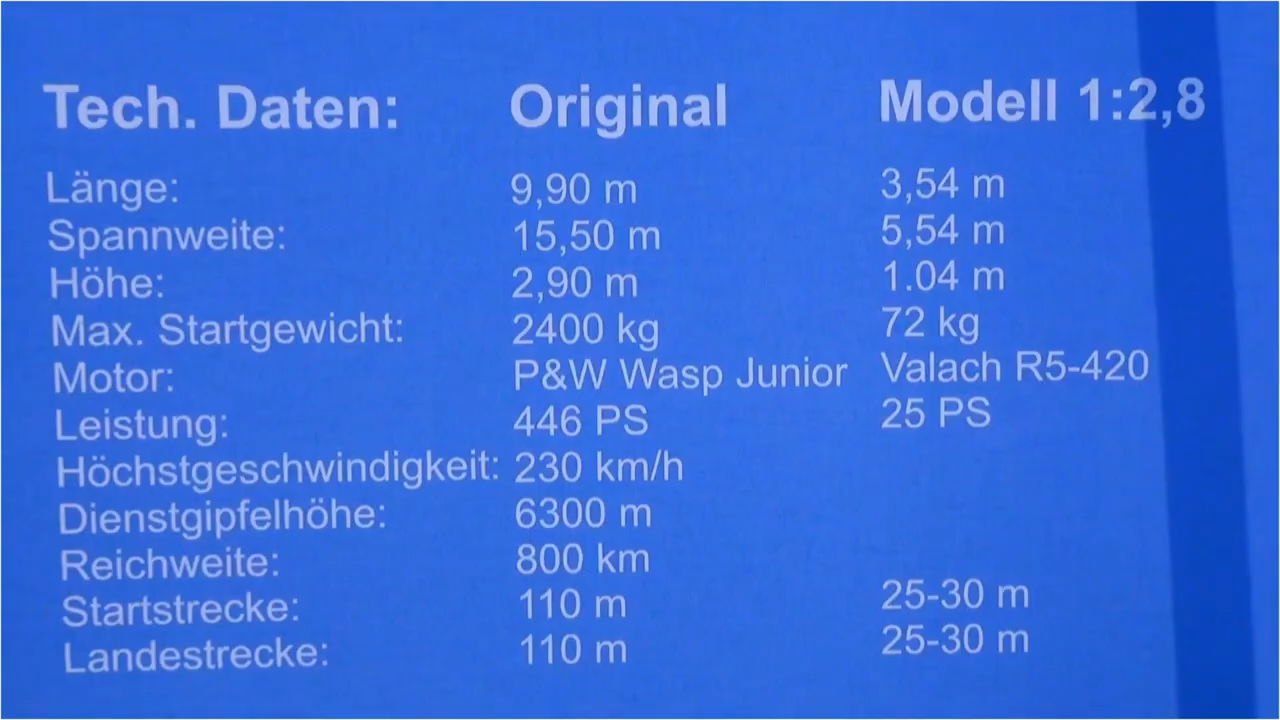 Tech. Daten: Original Modell 1:2,8
Länge: 9,90 m 3,54 m
Spannweite: 15,50 m 5,54 m
Höhe: 2,90 m 1.04 m
Max. Startgewicht: 2400 kg 72 kg
Motor: P&W Wasp Junior Valach R5-420
Leistung: 446 PS 25 PS
Höchstgeschwindigkeit: 230 km/h
Dienstgipfelhöhe: 6300 m
Reichweite: 800 km
Startstrecke: 110 m 25-30 m
Landestrecke: 110 m 25-30 m